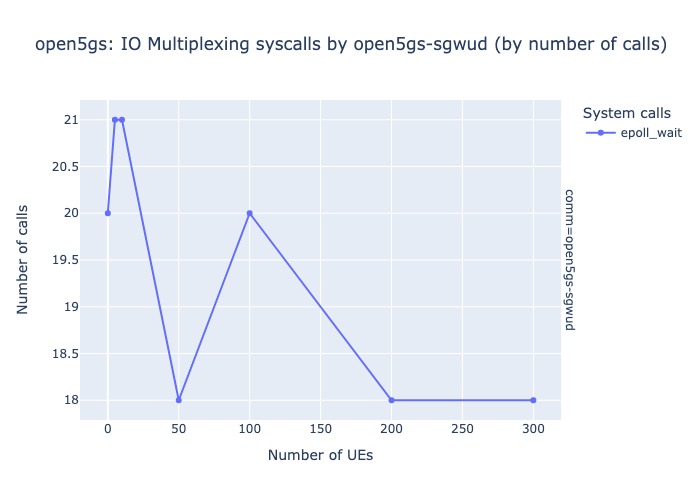 open5gs: IO Multiplexing syscalls by open5gs-sgwud (by number of calls)
System calls
epoll_wait
comm=open5gs-sgwud
Number of calls
21
20.5
20
19.5
19
18.5
18
0 50 100 150 200 250 300
Number of UEs